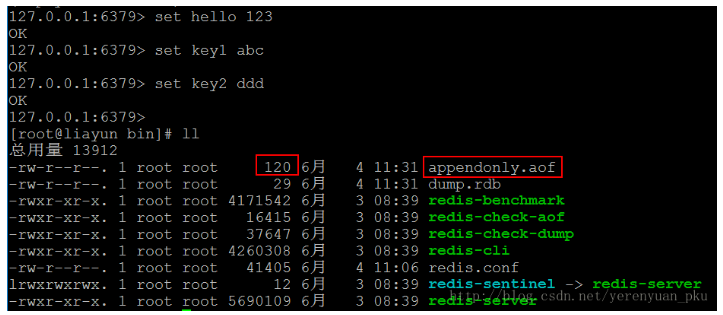 127.0.0.1:6379> set hello 123
OK
127.0.0.1:6379> set key1 abc
OK
127.0.0.1:6379> set key2 ddd
OK
127.0.0.1:6379>
[root@liayun bin]# ll
总用量 13912
-rw-r--r--. 1 root root     120 6月   4 11:31 appendonly.aof
-rw-r--r--. 1 root root      29 6月   4 11:31 dump.rdb
-rwxr-xr-x. 1 root root 4171542 6月   3 08:39 redis-benchmark
-rwxr-xr-x. 1 root root   16415 6月   3 08:39 redis-check-aof
-rwxr-xr-x. 1 root root   37647 6月   3 08:39 redis-check-dump
-rwxr-xr-x. 1 root root 4260308 6月   3 08:39 redis-cli
-rw-r--r--. 1 root root   41405 6月   4 11:06 redis.conf
lrwxrwxrwx. 1 root root      12 6月   3 08:39 redis-sentinel -> redis-server
-rwxr-xr-x. 1 root root 5690109 6月   3 08:39 redis-server
http://blog.csdn.net/yerenyuan_pku